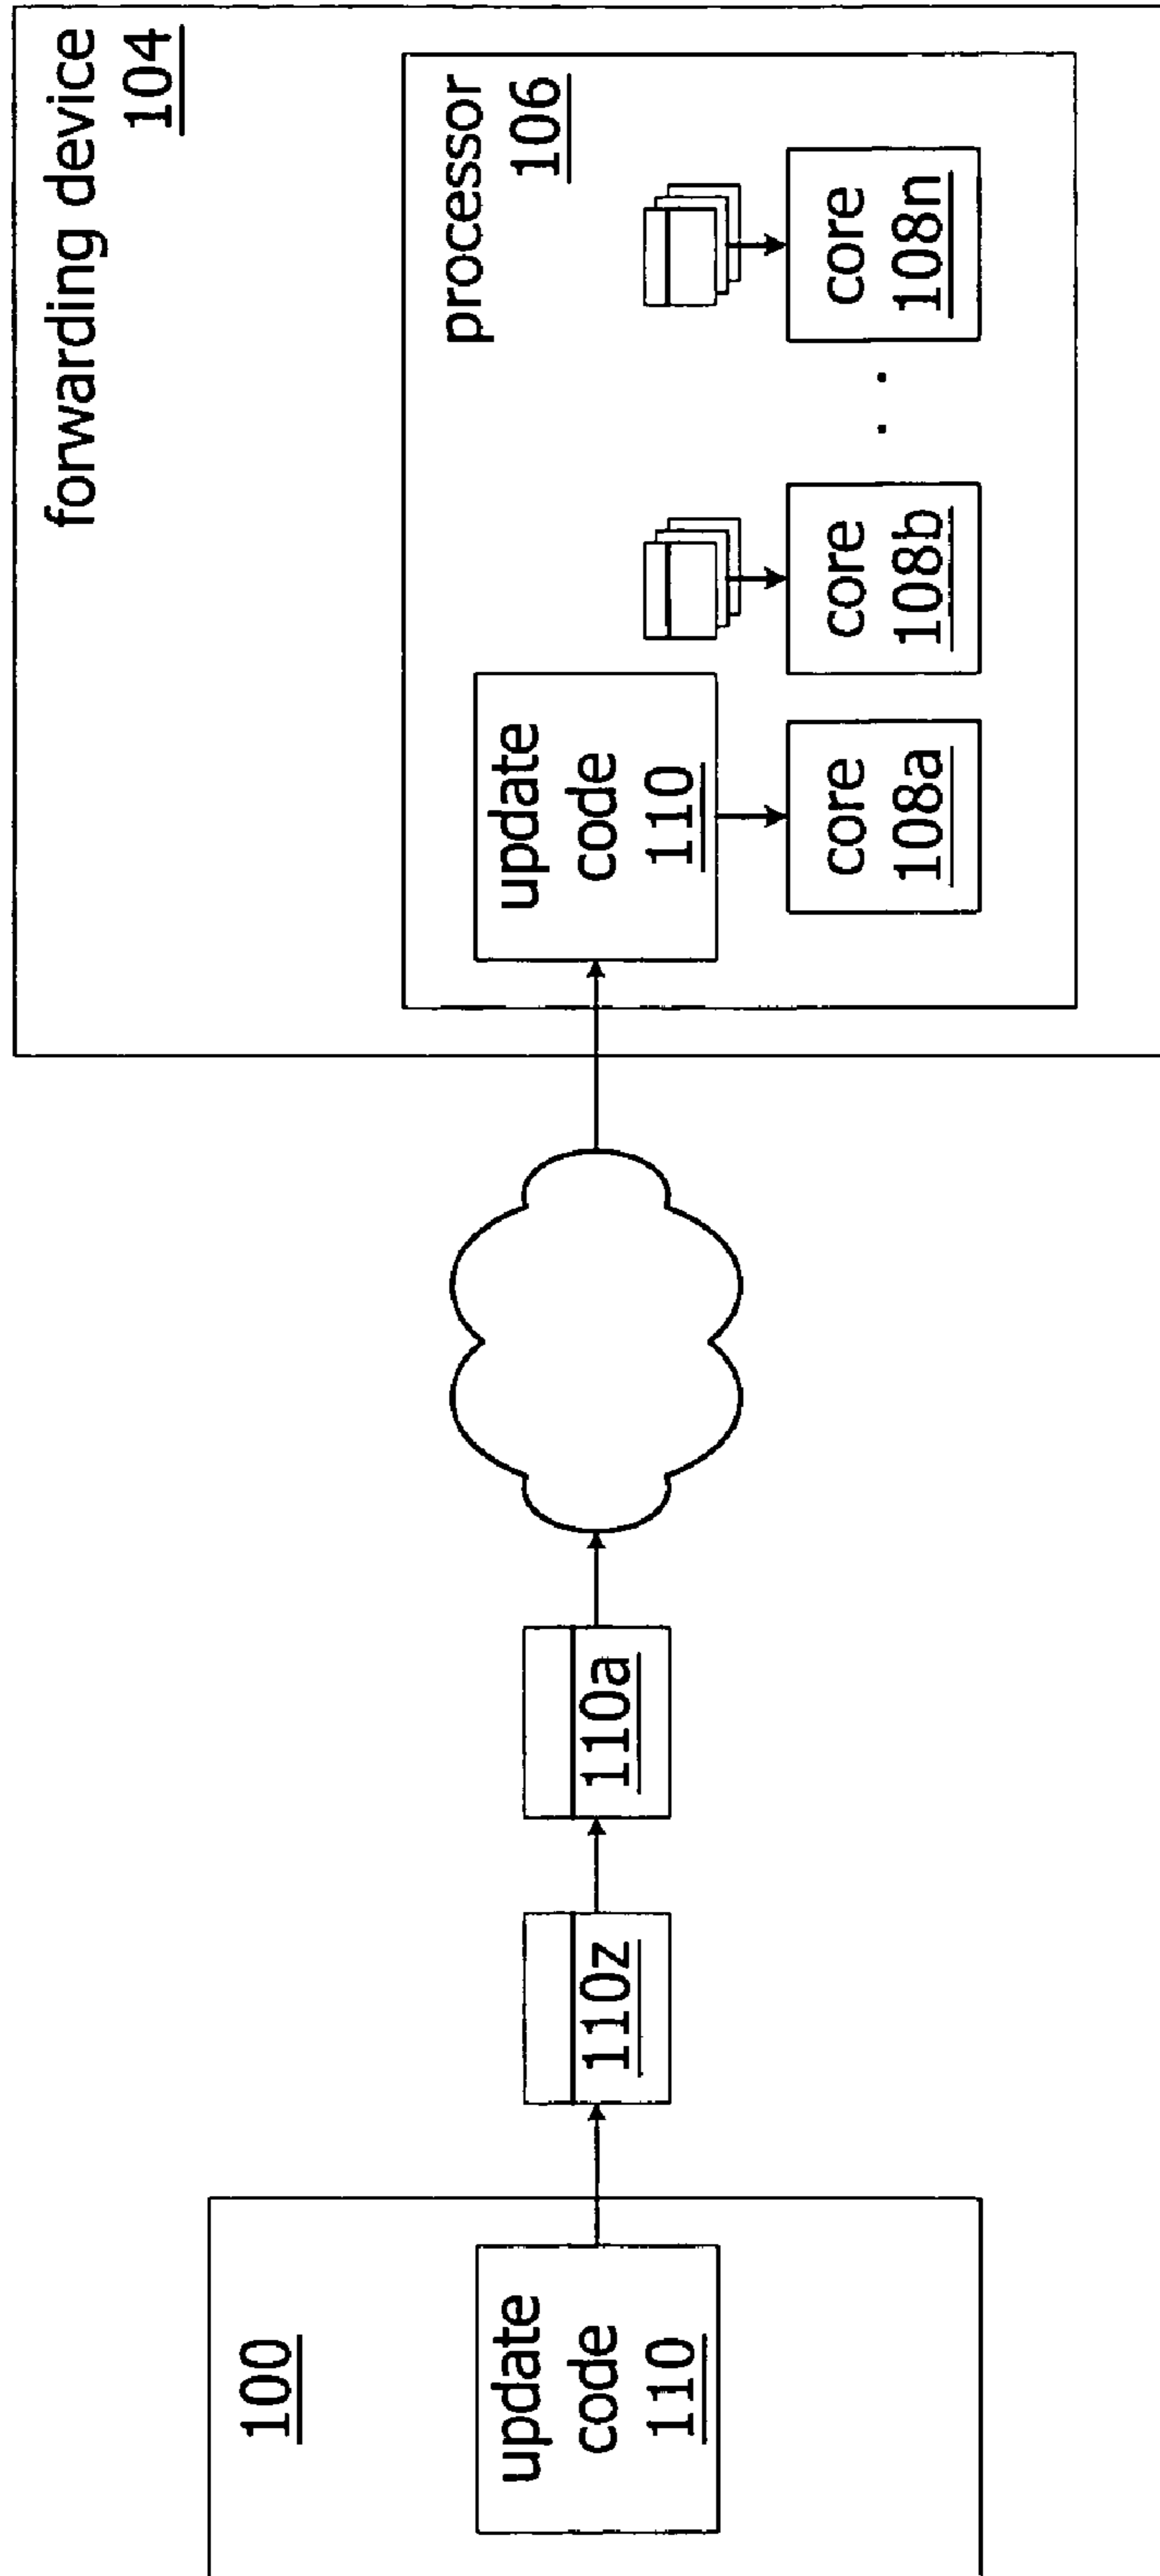 100
update
code
110
110z
110a
forwarding device
104
processor
106
update
code
110
core
108a
core
108b
. .
core
108n